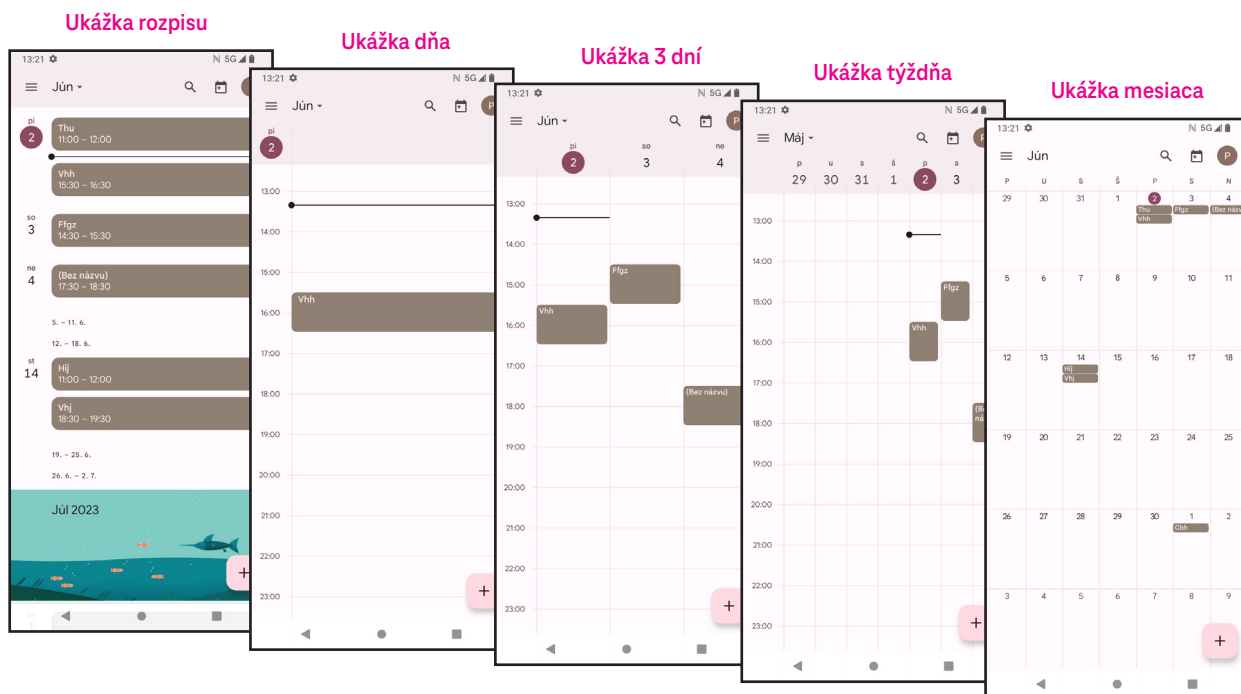 Ukážka rozpisu
13:21
5G
Jún
pi
2
Thu
11:00 – 12:00
Vhh
15:30 – 16:30
so
3
Ffgz
14:30 – 15:30
ne
4
(Bez názvu)
17:30 – 18:30
5. – 11. 6.
12. – 18. 6.
st
14
Hij
11:00 – 12:00
Vhj
18:30 – 19:30
19. – 25. 6.
26. 6. – 2. 7.
Júl 2023
+
Ukážka dňa
13:21
5G
Jún
P
pi
2
13:00
14:00
15:00
Vhh
16:00
17:00
18:00
19:00
20:00
21:00
22:00
23:00
+
Ukážka 3 dní
13:21
5G
Jún
P
pi so ne
2 3 4
13:00
14:00
Ffgz
15:00
Vhh
16:00
17:00
(Bez názvu)
18:00
19:00
20:00
21:00
22:00
23:00
+
Ukážka týždňa
13:21
5G
Máj
P
p u s š p s
29 30 31 1 2 3
13:00
14:00
Ffgz
15:00
Vhh
16:00
17:00
(Be
18:00
19:00
20:00
21:00
22:00
23:00
+
Ukážka mesiaca
13:21
5G
Jún
P
P U S Š P S N
29 30 31 1 2 3 4
Thu Ffgz (Bez názv
Vhh
5 6 7 8 9 10 11
12 13 14 15 16 17 18
Hij
Vhj
19 20 21 22 23 24 25
26 27 28 29 30 1 2
Cbh
3 4 5 6 7 8 9
+